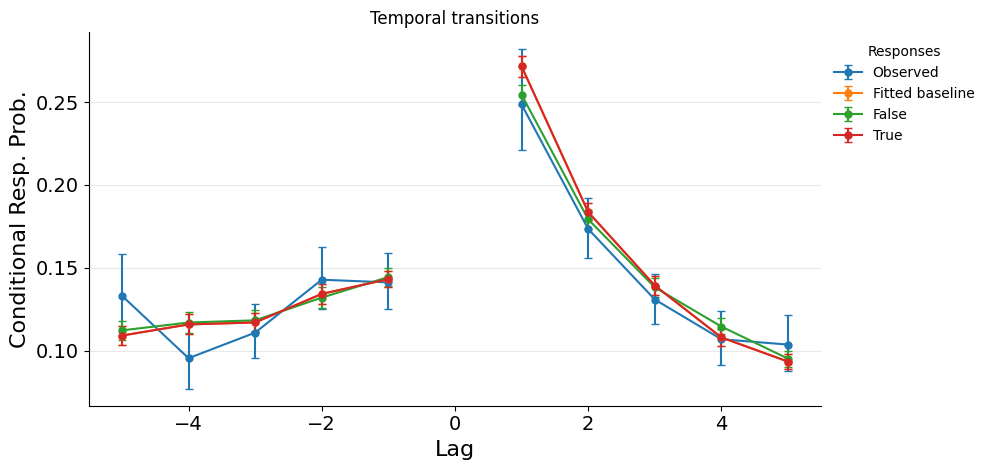 Temporal transitions
Conditional Resp. Prob.
0.25
0.20
0.15
0.10
−4
−2
0
2
4
Lag
Responses
Observed
Fitted baseline
False
True